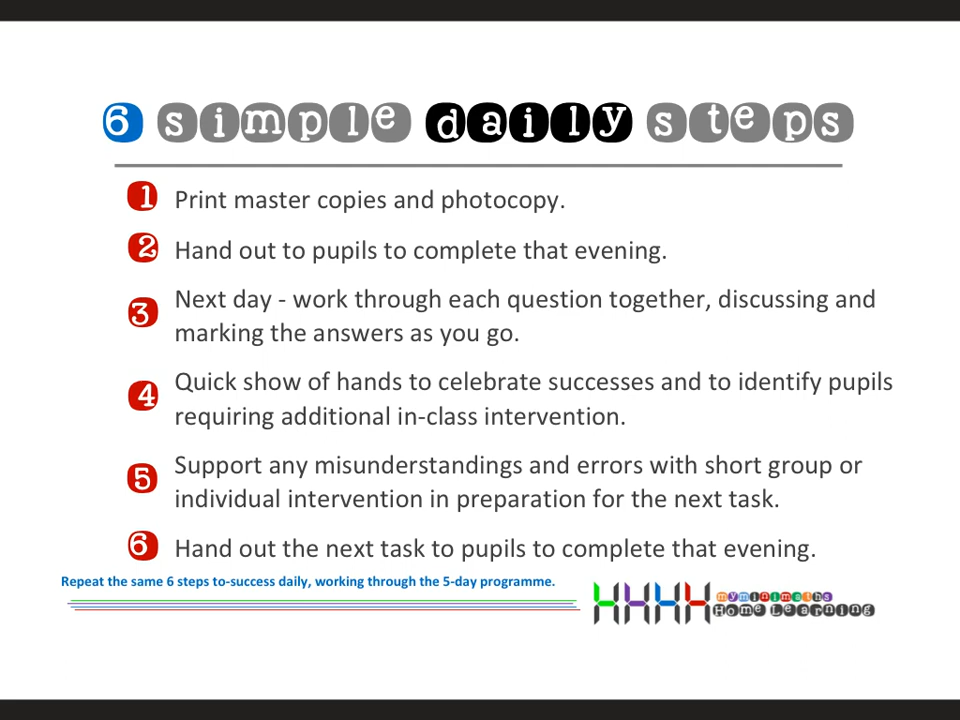 6 simple daily steps
1 Print master copies and photocopy.
2 Hand out to pupils to complete that evening.
3 Next day - work through each question together, discussing and
marking the answers as you go.
4 Quick show of hands to celebrate successes and to identify pupils
requiring additional in-class intervention.
5 Support any misunderstandings and errors with short group or
individual intervention in preparation for the next task.
6 Hand out the next task to pupils to complete that evening.
Repeat the same 6 steps to-success daily, working through the 5-day programme.
myminimaths
Home Learning